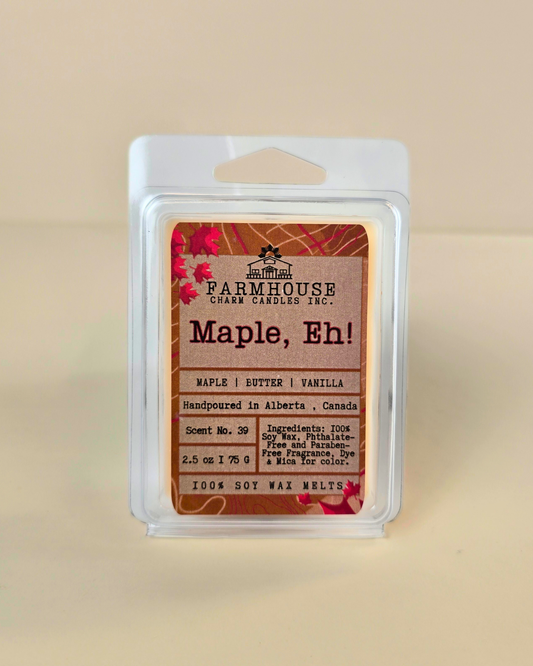 FARMHOUSE
CHARM CANDLES INC.
Maple, Eh!
MAPLE | BUTTER | VANILLA
Handpoured in Alberta , Canada
Scent No. 39
2.5 oz I 75 G
Ingredients: 100%
Soy Wax, Phthalate-
Free and Paraben-
Free Fragrance, Dye
& Mica for color.
100% SOY WAX MELTS